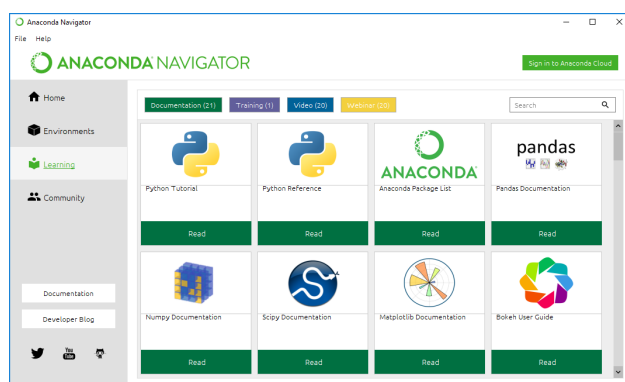 Anaconda Navigator
File Help
ANACONDA NAVIGATOR
Sign in to Anaconda Cloud
Home
Environments
Learning
Community
Documentation
Developer Blog
You
Tube
Documentation (21)
Training (1)
Video (20)
Webinar (20)
Search
ANACONDA
pandas
Python Tutorial
Python Reference
Anaconda Package List
Pandas Documentation
Read
Read
Read
Read
Numpy Documentation
Scipy Documentation
Matplotlib Documentation
Bokeh User Guide
Read
Read
Read
Read